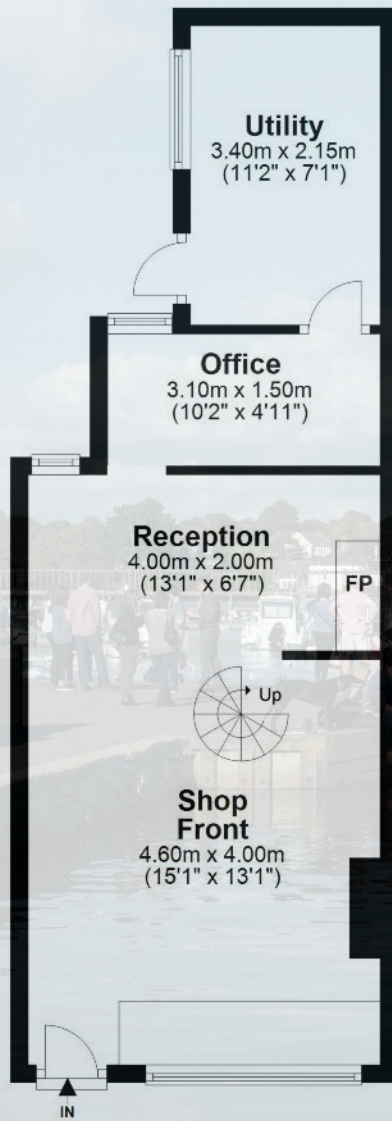 Utility
3.40m x 2.15m
(11'2" x 7'1")
Office
3.10m x 1.50m
(10'2" x 4'11")
Reception
4.00m x 2.00m
(13'1" x 6'7")
FP
Up
Shop
Front
4.60m x 4.00m
(15'1" x 13'1")
IN